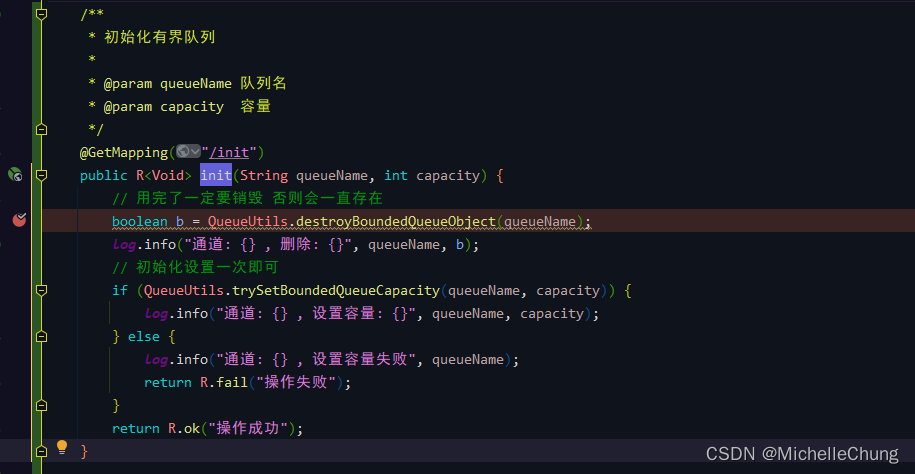 /**
 * 初始化有界队列
 *
 * @param queueName 队列名
 * @param capacity  容量
 */
@GetMapping("/init")
public R<Void> init(String queueName, int capacity) {
    // 用完了一定要销毁 否则会一直存在
    boolean b = QueueUtils.destroyBoundedQueueObject(queueName);
    log.info("通道: {} , 删除: {}", queueName, b);
    // 初始化设置一次即可
    if (QueueUtils.trySetBoundedQueueCapacity(queueName, capacity)) {
        log.info("通道: {} , 设置容量: {}", queueName, capacity);
    } else {
        log.info("通道: {} , 设置容量失败", queueName);
        return R.fail("操作失败");
    }
    return R.ok("操作成功");
}
CSDN @MichelleChung